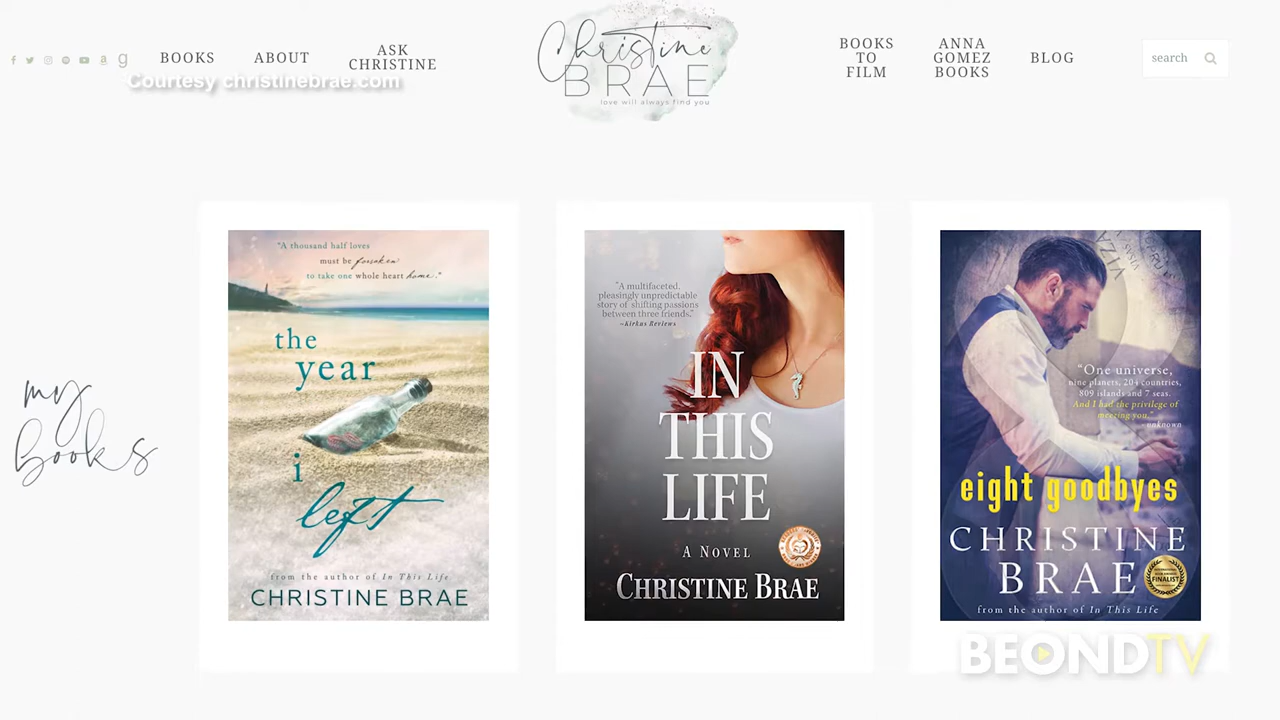 BOOKS
ABOUT
ASK
CHRISTINE
Christine
BRAE
love will always find you
BOOKS
TO
FILM
ANNA
GOMEZ
BOOKS
BLOG
search
Courtesy christinebrae.com
my
books
"A thousand half loves
must be forsaken
to take one whole heart home."
the
year
i
left
from the author of In This Life
CHRISTINE BRAE
"A multifaceted,
pleasingly unpredictable
story of shifting passions
between three friends."
-Kirkus Reviews
IN
THIS
LIFE
A NOVEL
CHRISTINE BRAE
"One universe,
nine planets, 204 countries,
809 islands and 7 seas.
And I had the privilege of
meeting you."
- unknown
eight goodbyes
CHRISTINE
BRAE
FINALIST
from the author of In This Life
BEONDTV